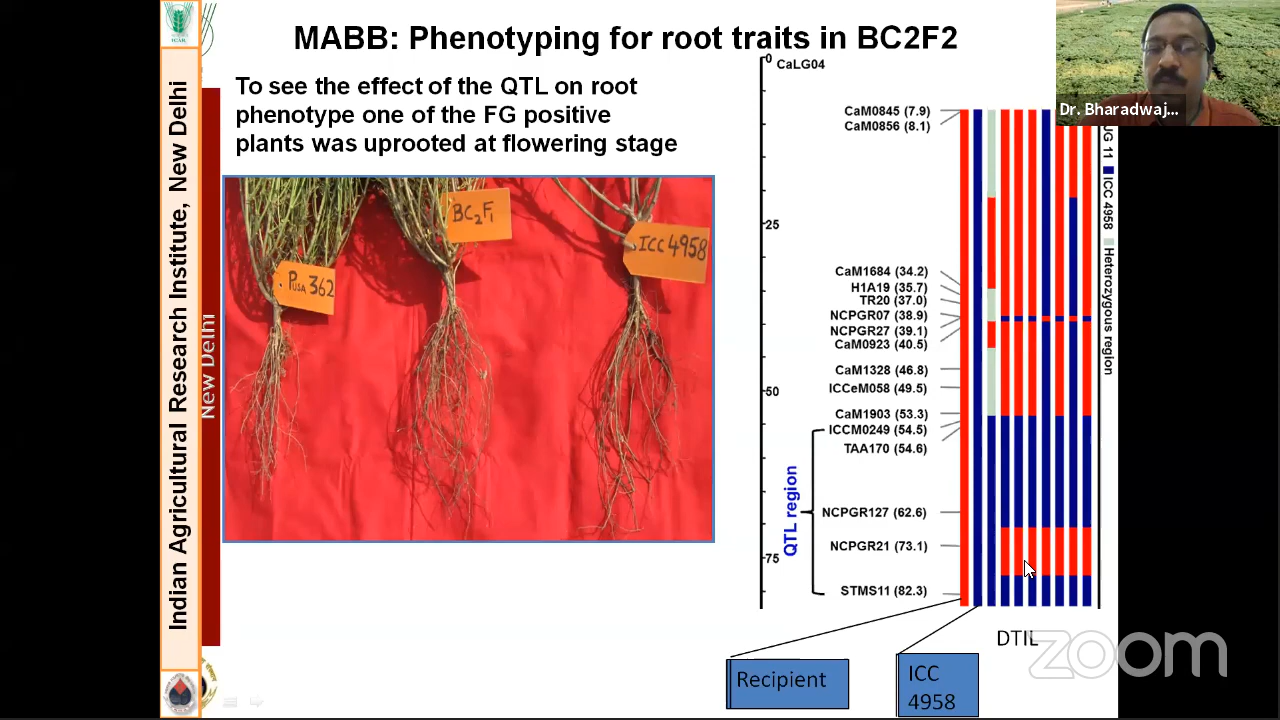 MABB: Phenotyping for root traits in BC2F2
To see the effect of the QTL on root
phenotype one of the FG positive
plants was uprooted at flowering stage
Indian Agricultural Research Institute, New Delhi
New Delhi
ICAR
PUSA 362
BC2F1
ICC 4958
0
CaLG04
25
50
75
CaM0845 (7.9)
CaM0856 (8.1)
CaM1684 (34.2)
H1A19 (35.7)
TR20 (37.0)
NCPGR07 (38.9)
NCPGR27 (39.1)
CaM0923 (40.5)
CaM1328 (46.8)
ICCeM058 (49.5)
CaM1903 (53.3)
ICCM0249 (54.5)
TAA170 (54.6)
NCPGR127 (62.6)
NCPGR21 (73.1)
STMS11 (82.3)
QTL region
JG 11 ICC 4958 Heterozygous region
Dr. Bharadwaj...
DTIL
Recipient
ICC
4958
zoom